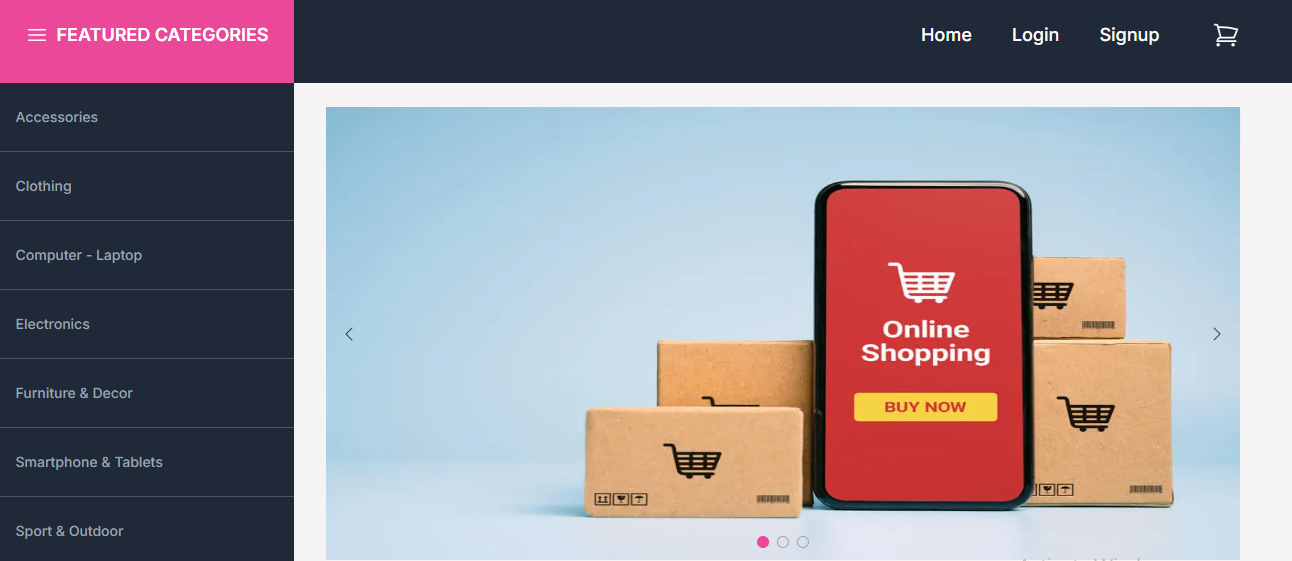 FEATURED CATEGORIES
Home
Login
Signup
Accessories
Clothing
Computer - Laptop
Electronics
Furniture & Decor
Smartphone & Tablets
Sport & Outdoor
Online
Shopping
BUY NOW